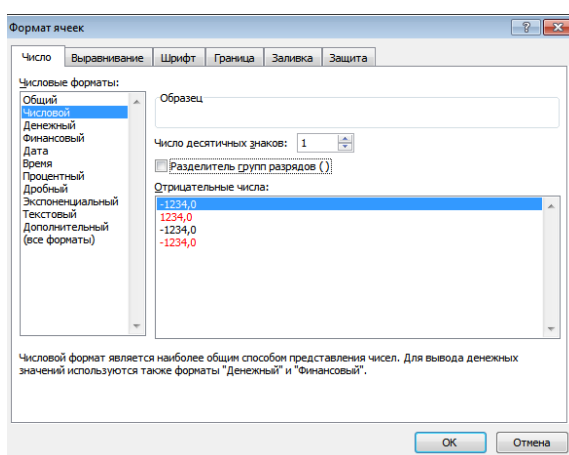 Формат ячеек
Число Выравнивание Шрифт Граница Заливка Защита
Числовые форматы:
Общий
Числовой
Денежный
Финансовый
Дата
Время
Процентный
Дробный
Экспоненциальный
Текстовый
Дополнительный
(все форматы)
Образец
Число десятичных знаков: 1
Разделитель групп разрядов ( )
Отрицательные числа:
-1234,0
1234,0
-1234,0
-1234,0
Числовой формат является наиболее общим способом представления чисел. Для вывода денежных
значений используются также форматы "Денежный" и "Финансовый".
OK Отмена